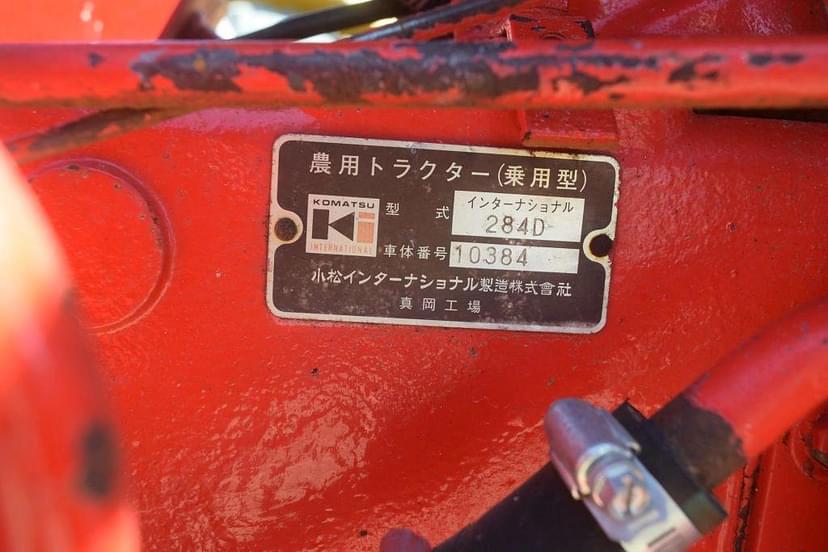 農用トラクター(乗用型)
KOMATSU
Ki
INTERNATIONAL
型 式 インターナショナル
284D
車体番号 10384
小松インターナショナル製造株式會社
真岡工場